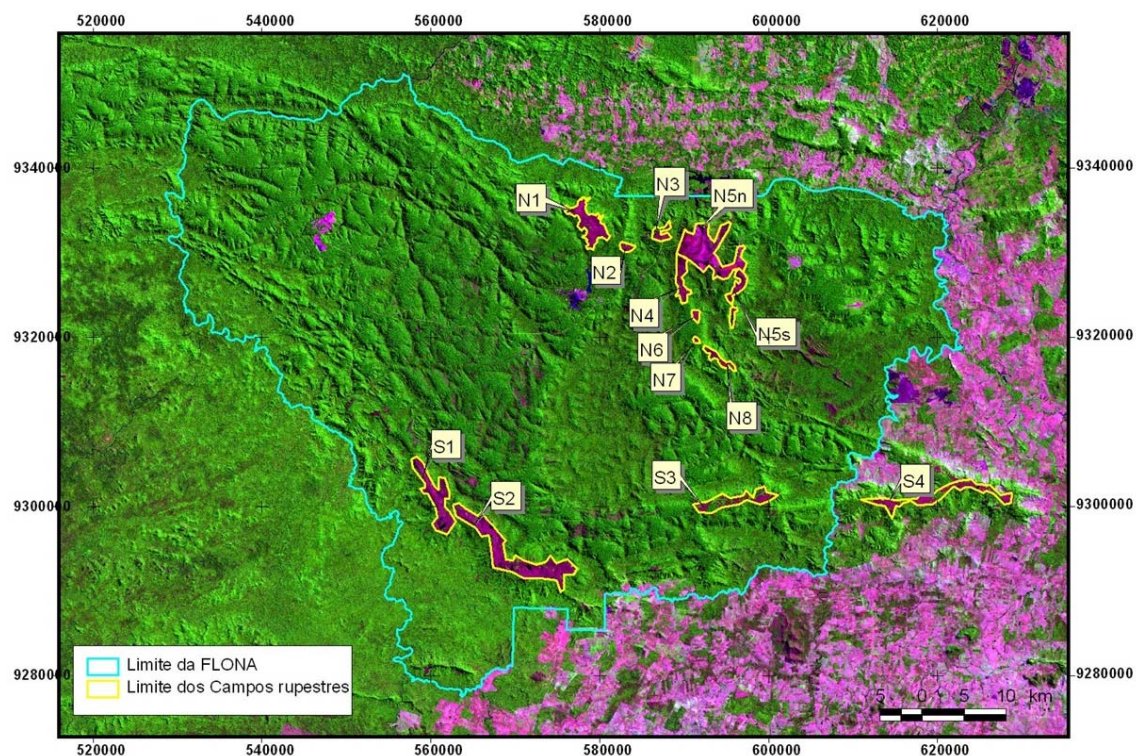 520000 540000 560000 580000 600000 620000
9340000 9340000
N3
N5n
N1
N2
N4
9320000 N6 N5s 9320000
N7
N8
S1
S3 S4
S2
9300000 9300000
Limite da FLONA
Limite dos Campos rupestres
9280000 9280000
5 0 5 10 km
520000 540000 560000 580000 600000 620000